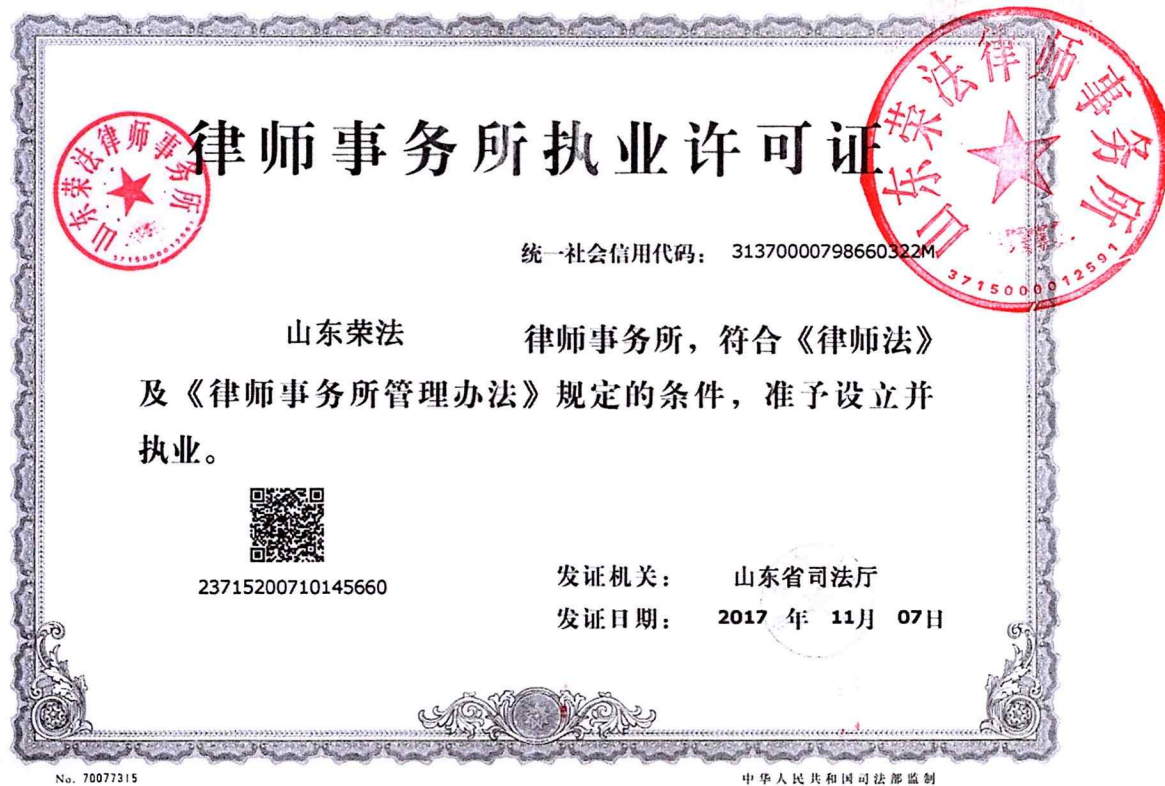 律师事务所执业许可证
山东荣法律师事务所
3715000012591
山东荣法律师事务所
3715000012591
统一社会信用代码： 31370000798660322M
山东荣法 律师事务所，符合《律师法》
及《律师事务所管理办法》规定的条件，准予设立并
执业。
23715200710145660
发证机关： 山东省司法厅
发证日期： 2017 年 11月 07日
No. 70077315
中华人民共和国司法部监制